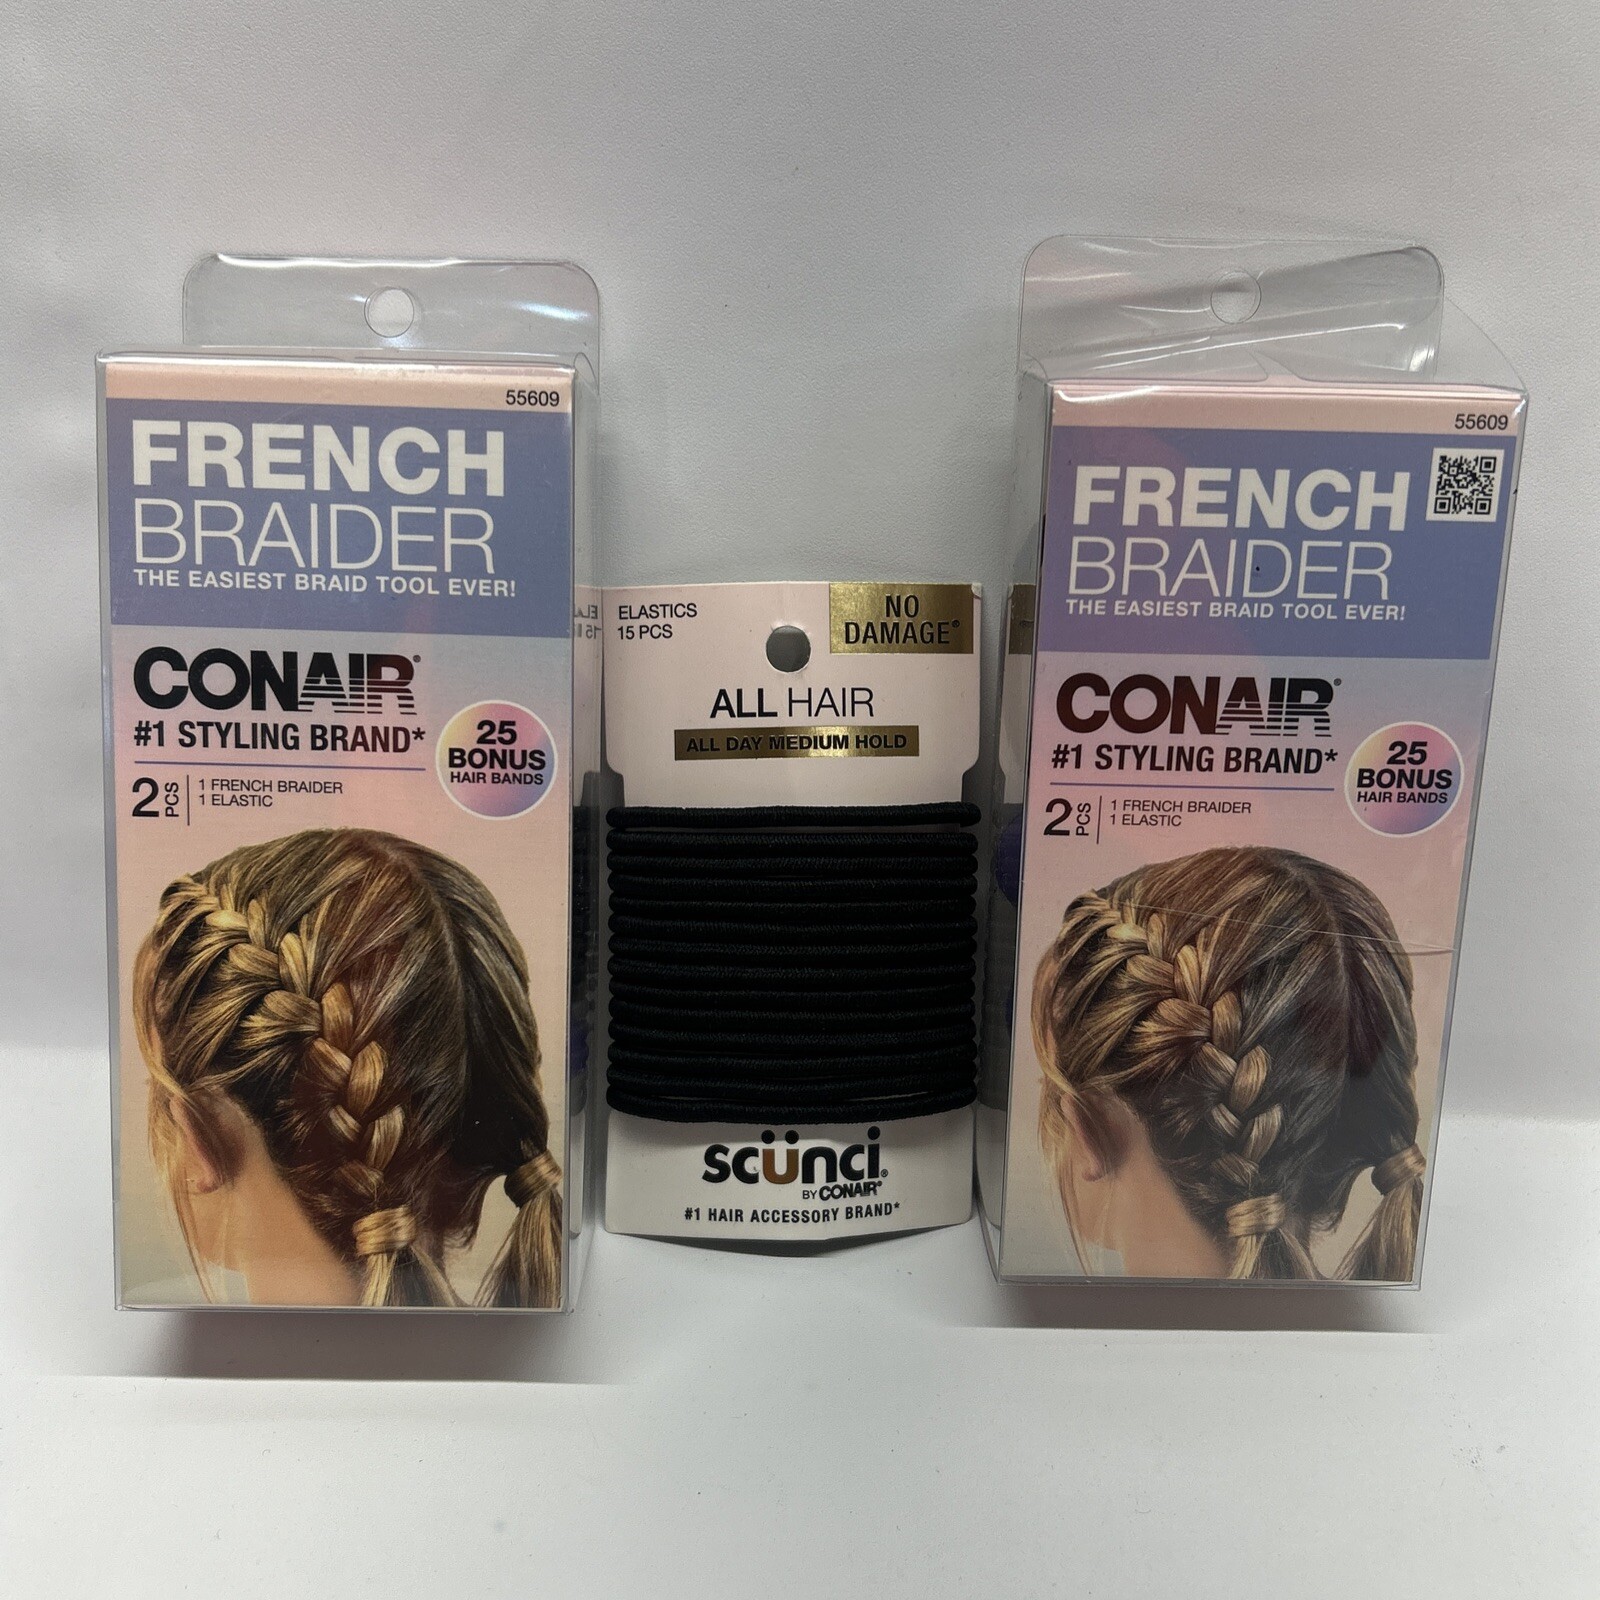 55609
FRENCH
BRAIDER
THE EASIEST BRAID TOOL EVER!
CONAIR®
#1 STYLING BRAND*
25
BONUS
HAIR BANDS
2 PCS
1 FRENCH BRAIDER
1 ELASTIC
ELASTICS
15 PCS
NO
DAMAGE®
ALL HAIR
ALL DAY MEDIUM HOLD
scünci®
BY CONAIR®
#1 HAIR ACCESSORY BRAND*
55609
FRENCH
BRAIDER
THE EASIEST BRAID TOOL EVER!
CONAIR®
#1 STYLING BRAND*
25
BONUS
HAIR BANDS
2 PCS
1 FRENCH BRAIDER
1 ELASTIC